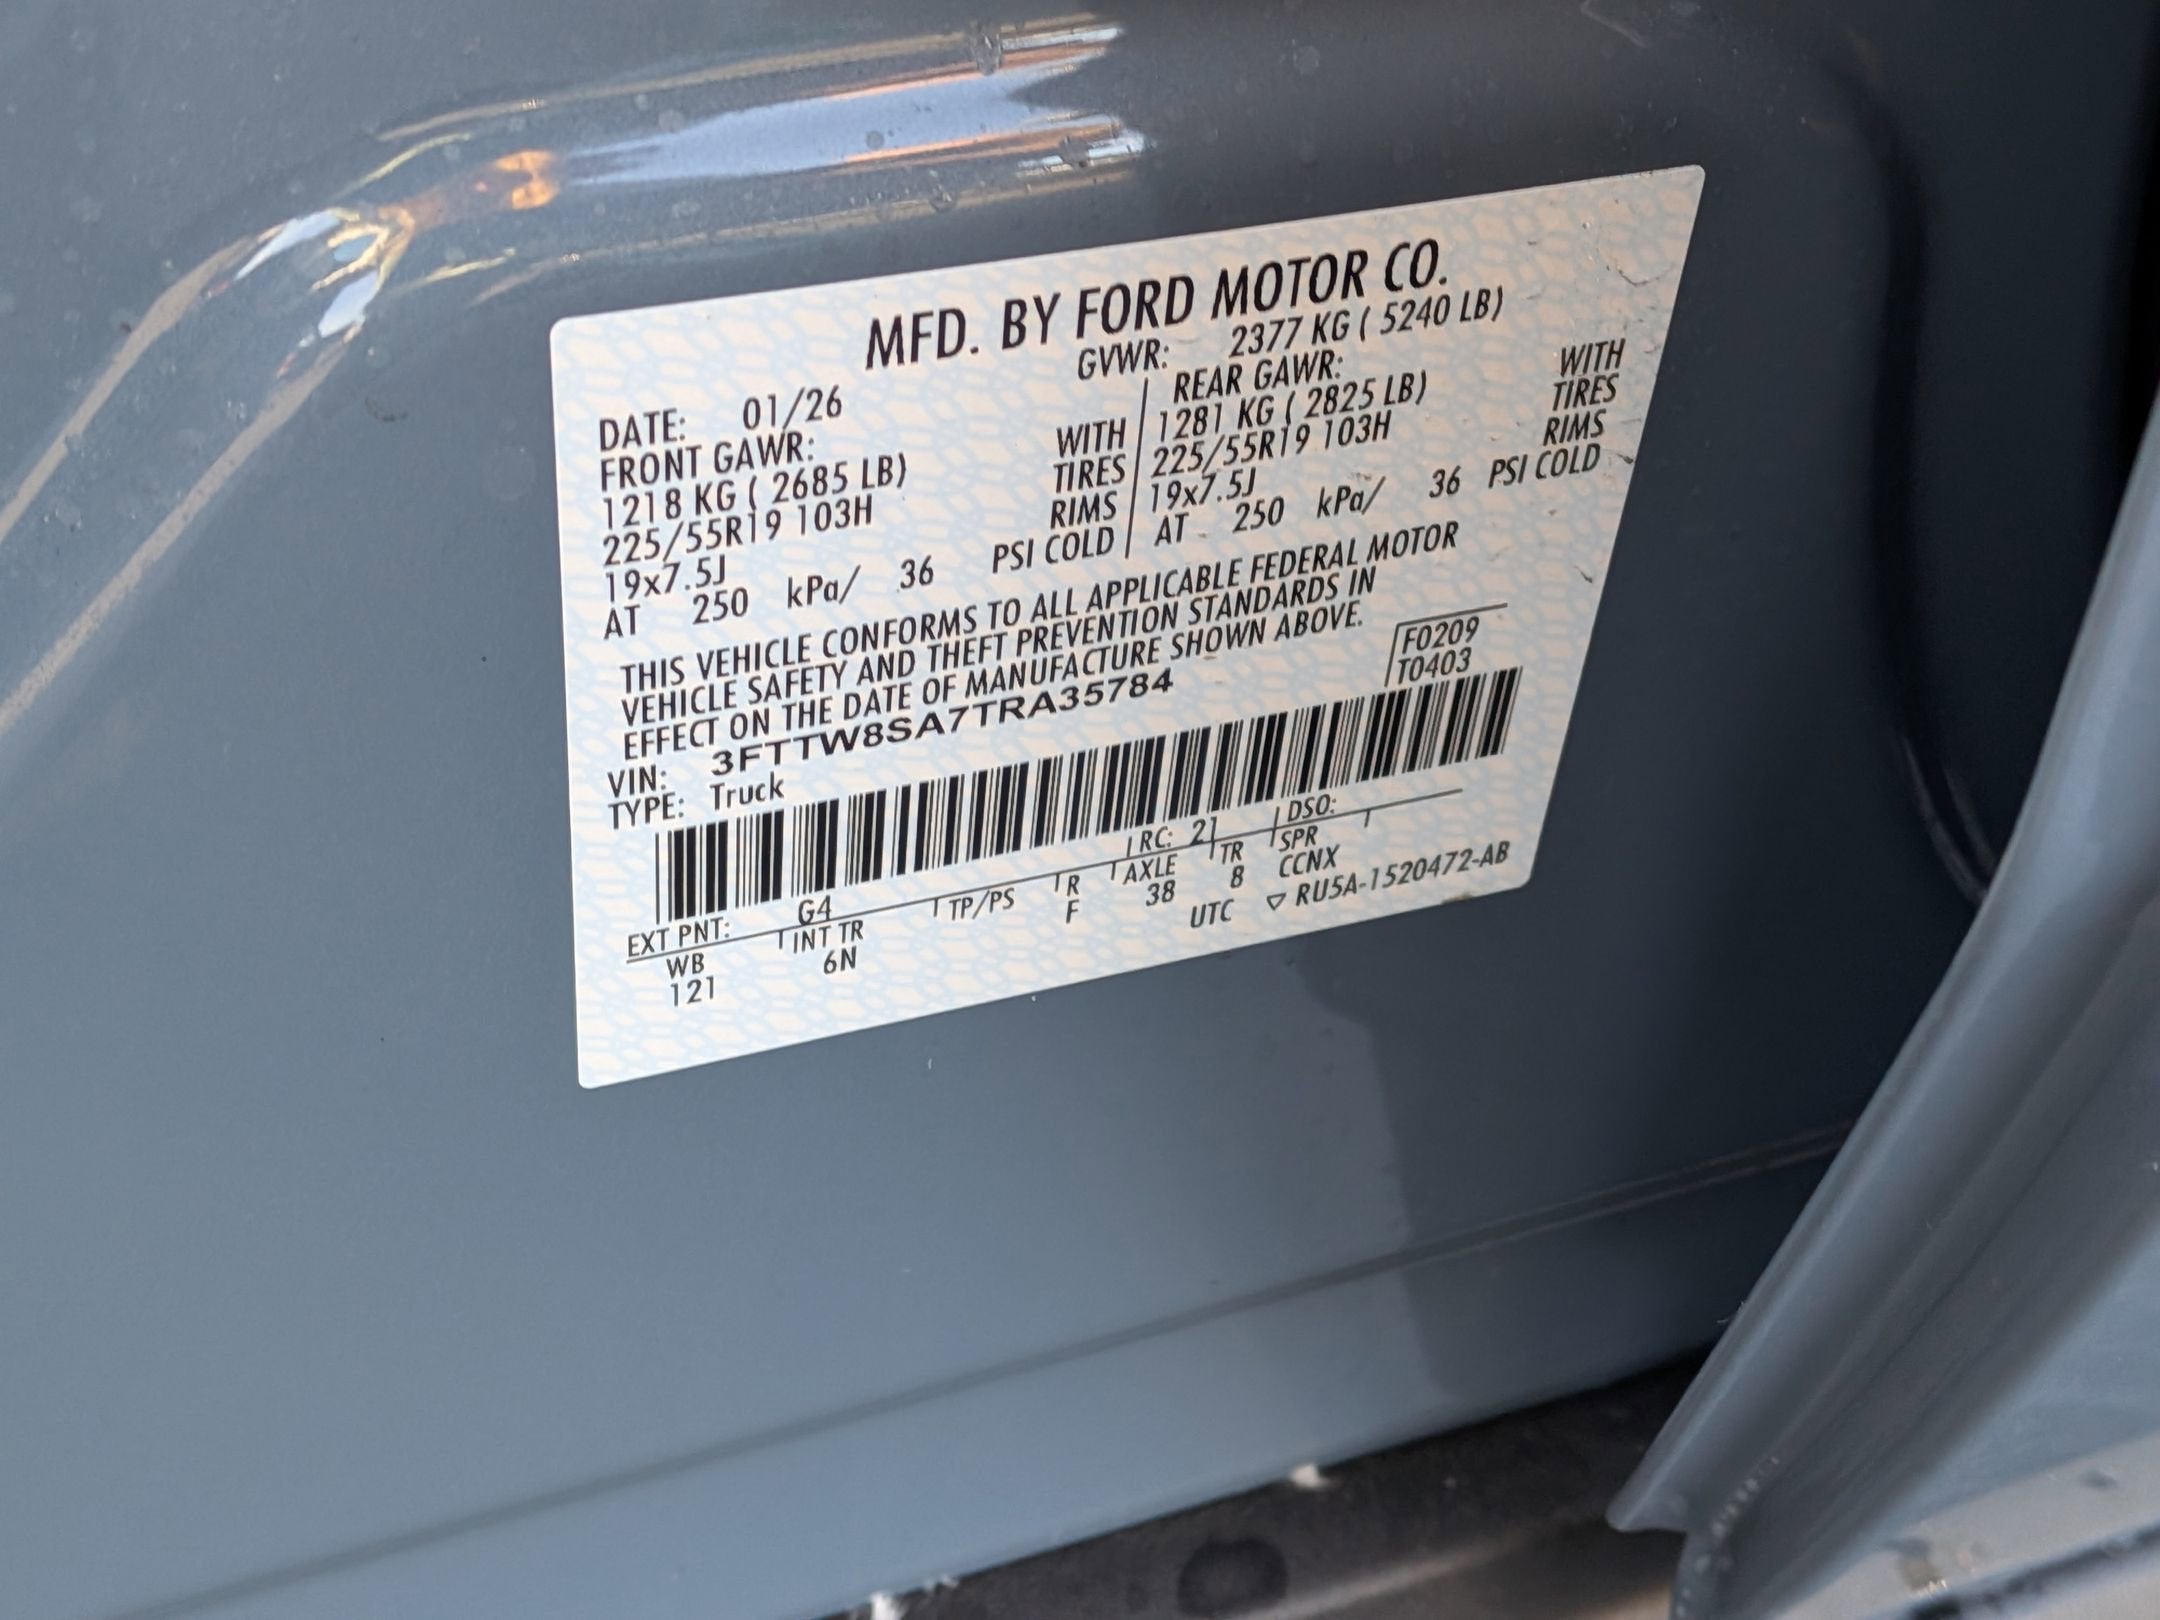 MFD. BY FORD MOTOR CO.
GVWR: 2377 KG ( 5240 LB)
DATE: 01/26
FRONT GAWR:
1218 KG ( 2685 LB) WITH
225/55R19 103H TIRES
19x7.5J RIMS
AT 250 kPa/ 36 PSI COLD
REAR GAWR:
1281 KG ( 2825 LB) WITH
225/55R19 103H TIRES
19x7.5J RIMS
AT 250 kPa/ 36 PSI COLD
THIS VEHICLE CONFORMS TO ALL APPLICABLE FEDERAL MOTOR
VEHICLE SAFETY AND THEFT PREVENTION STANDARDS IN
EFFECT ON THE DATE OF MANUFACTURE SHOWN ABOVE.
F0209
T0403
VIN: 3FTTW8SA7TRA35784
TYPE: Truck
EXT PNT: G4 RC: 21 DSO:
WB INT TR TP/PS R AXLE TR SPR
121 6N F 38 8 CCNX
UTC ▽ RU5A-1520472-AB